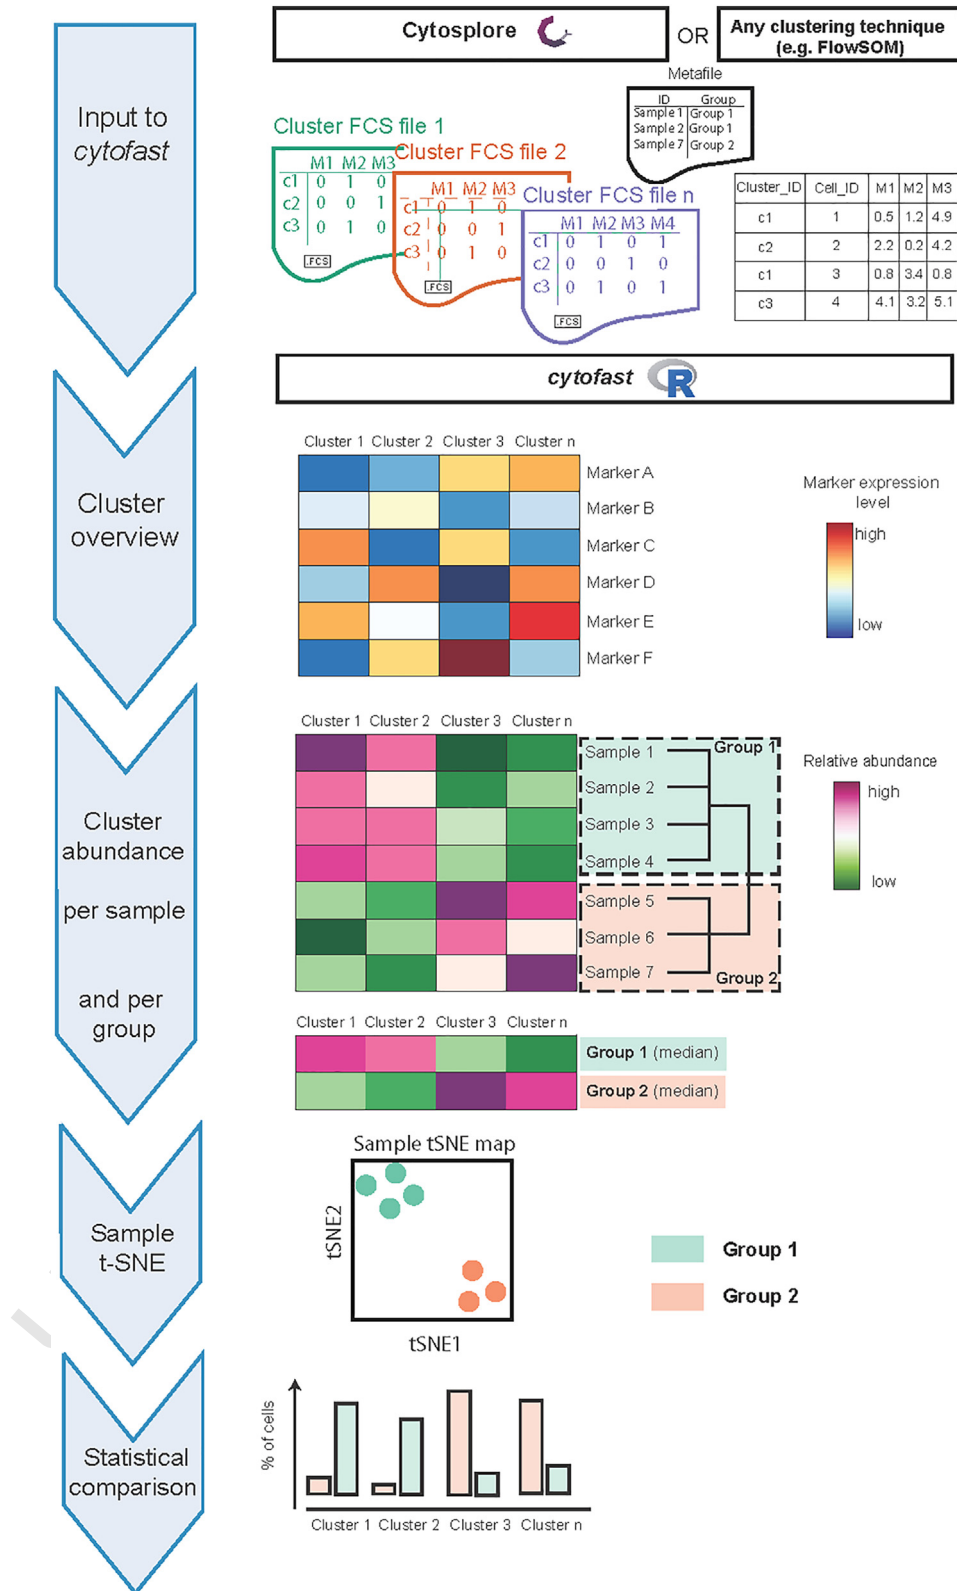 Input to
cytofast
Cytosplore
OR
Any clustering technique
(e.g. FlowSOM)
Metafile
ID Group
Sample 1 Group 1
Sample 2 Group 1
Sample 7 Group 2
Cluster FCS file 1
M1 M2 M3
c1 0 1 0
c2 0 0 1
c3 0 1 0
.FCS
Cluster FCS file 2
M1 M2 M3
c1 0 1 0
c2 0 0 1
c3 0 1 0
.FCS
Cluster FCS file n
M1 M2 M3 M4
c1 0 1 0 1
c2 0 0 1 0
c3 0 1 0 1
.FCS
Cluster_ID Cell_ID M1 M2 M3
c1 1 0.5 1.2 4.9
c2 2 2.2 0.2 4.2
c1 3 0.8 3.4 0.8
c3 4 4.1 3.2 5.1
cytofast R
Cluster
overview
Cluster 1 Cluster 2 Cluster 3 Cluster n
Marker A
Marker B
Marker C
Marker D
Marker E
Marker F
Marker expression
level
high
low
Cluster
abundance
per sample
and per
group
Cluster 1 Cluster 2 Cluster 3 Cluster n
Sample 1 Group 1
Sample 2
Sample 3
Sample 4
Sample 5
Sample 6
Sample 7
Group 2
Relative abundance
high
low
Cluster 1 Cluster 2 Cluster 3 Cluster n
Group 1 (median)
Group 2 (median)
Sample
t-SNE
Sample tSNE map
tSNE2
tSNE1
Group 1
Group 2
Statistical
comparison
% of cells
Cluster 1 Cluster 2 Cluster 3 Cluster n